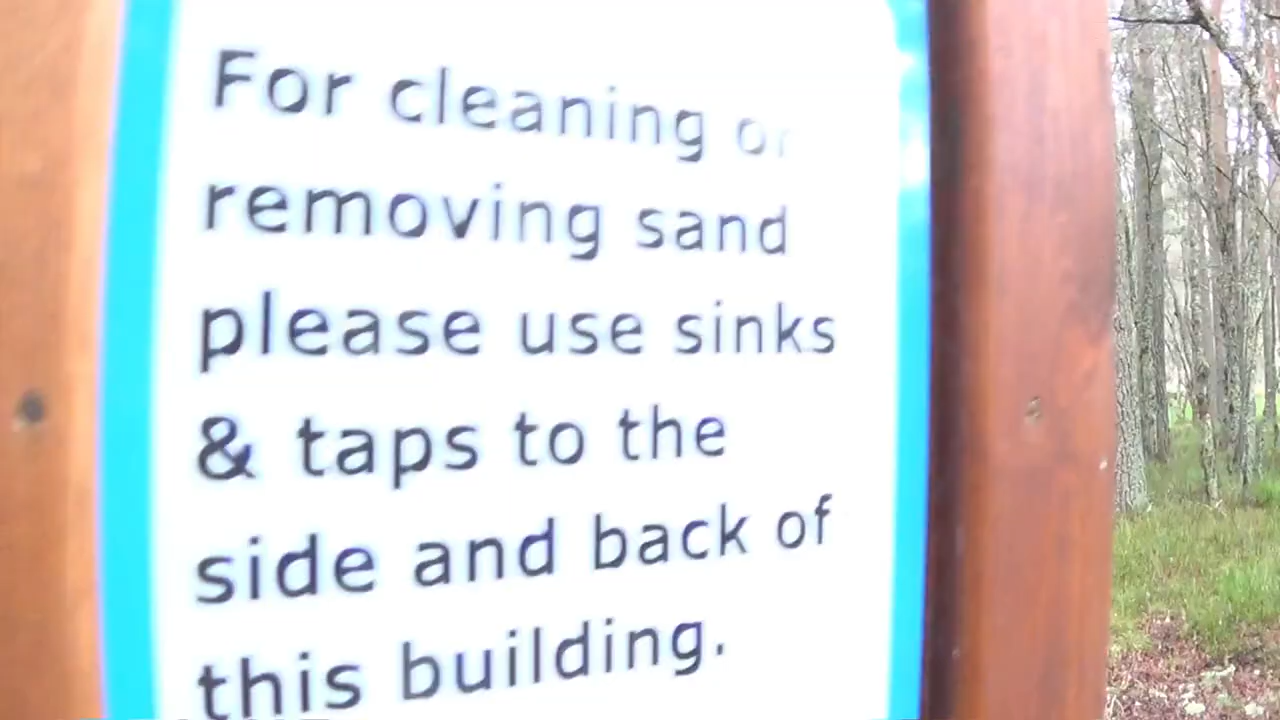 For cleaning or
removing sand
please use sinks
& taps to the
side and back of
this building.